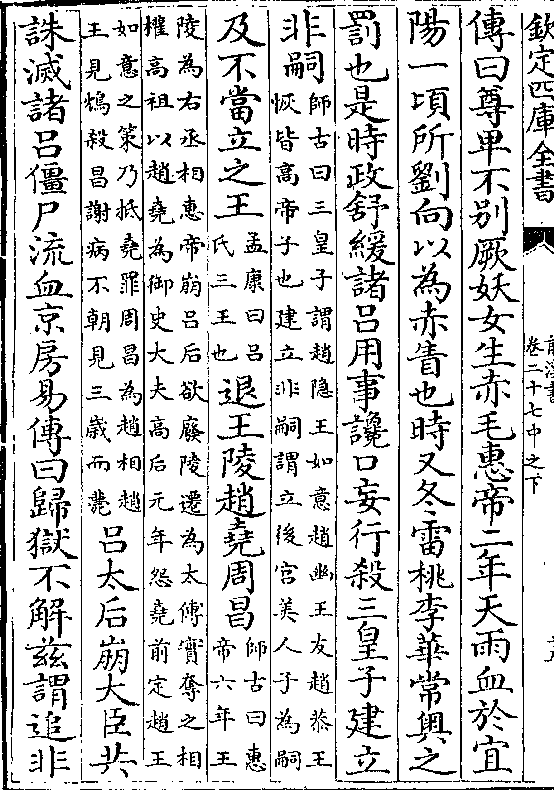 欽定四庫全書
卷二十七中之下
傳曰尊卑不别厥妖女生赤毛惠帝二年天雨血於宜
陽一頃所劉向以為赤眚也時又冬雷桃李華常奥之
罰也是時政舒緩諸吕用事讒口妄行殺三皇子建立
非嗣師古曰三皇子謂趙隠王如意趙幽王友趙恭王
恢皆高帝子也建立非嗣謂立後宫美人子為嗣
及不當立之王孟康曰吕氏三王也退王陵趙堯周昌師古曰惠帝六年王
陵為右丞相惠帝崩吕后欲廢陵遷為太傅實奪之相
權高祖以趙堯為御史大夫高后元年怨堯前定趙王
如意之策乃抵堯罪周昌為趙相趙
王見鴆殺昌謝病不朝見三歲而薨吕太后崩大臣共
誅滅諸吕僵尸流血京房易傳曰歸獄不解兹謂追非